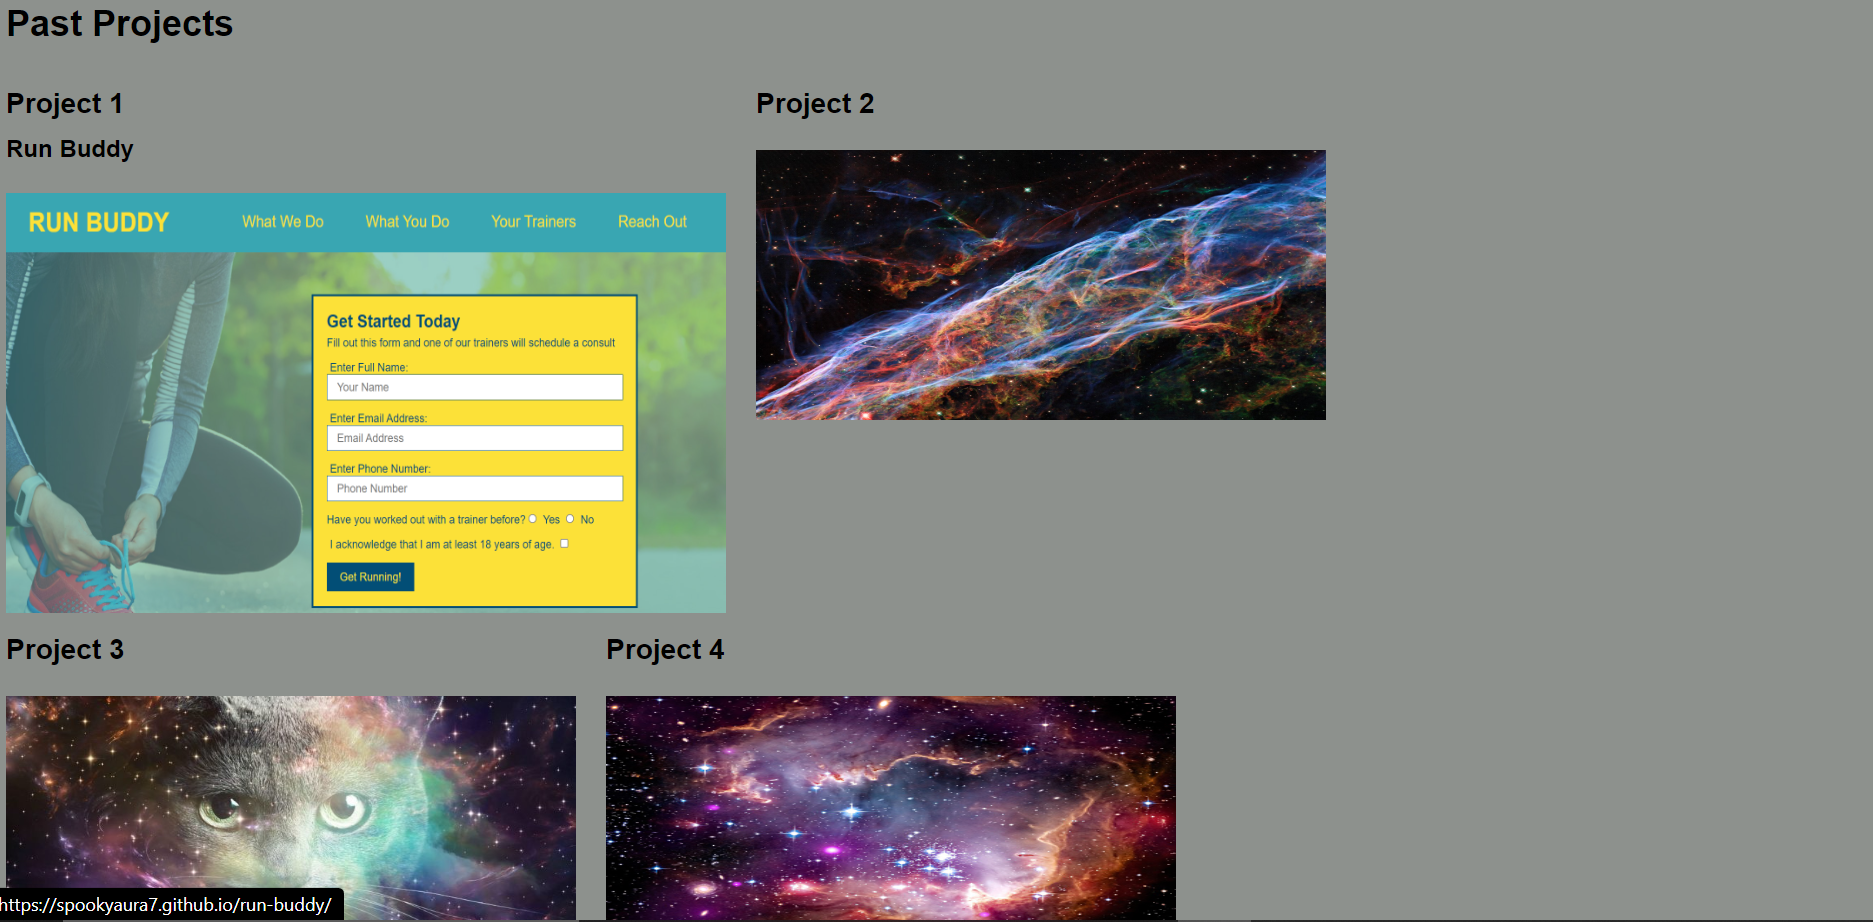 Past Projects
Project 1
Project 2
Run Buddy
RUN BUDDY What We Do What You Do Your Trainers Reach Out
Get Started Today
Fill out this form and one of our trainers will schedule a consult
Enter Full Name:
Your Name
Enter Email Address:
Email Address
Enter Phone Number:
Phone Number
Have you worked out with a trainer before? Yes No
I acknowledge that I am at least 18 years of age.
Get Running!
Project 3
Project 4
https://spookyaura7.github.io/run-buddy/